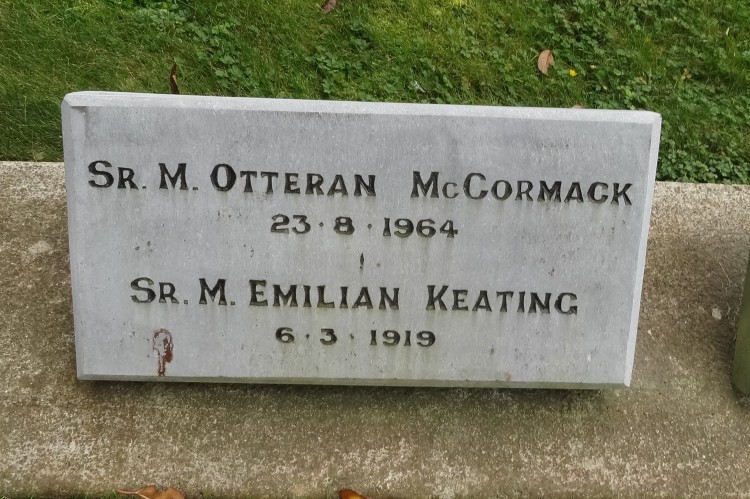 Sr. M. Otteran McCormack
23 · 8 · 1964
Sr. M. Emilian Keating
6 · 3 · 1919